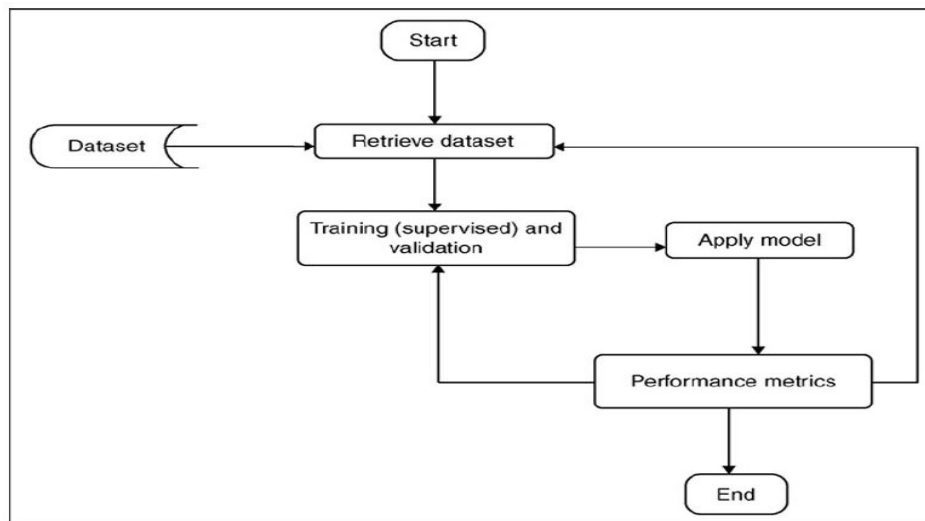 Start
Dataset
Retrieve dataset
Training (supervised) and
validation
Apply model
Performance metrics
End